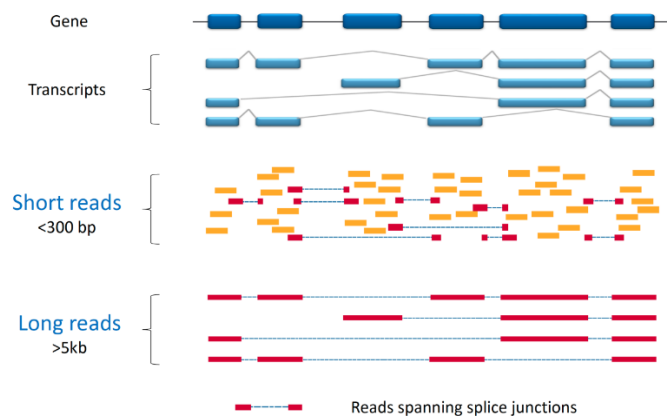 Gene
Transcripts
Short reads
<300 bp
Long reads
>5kb
Reads spanning splice junctions